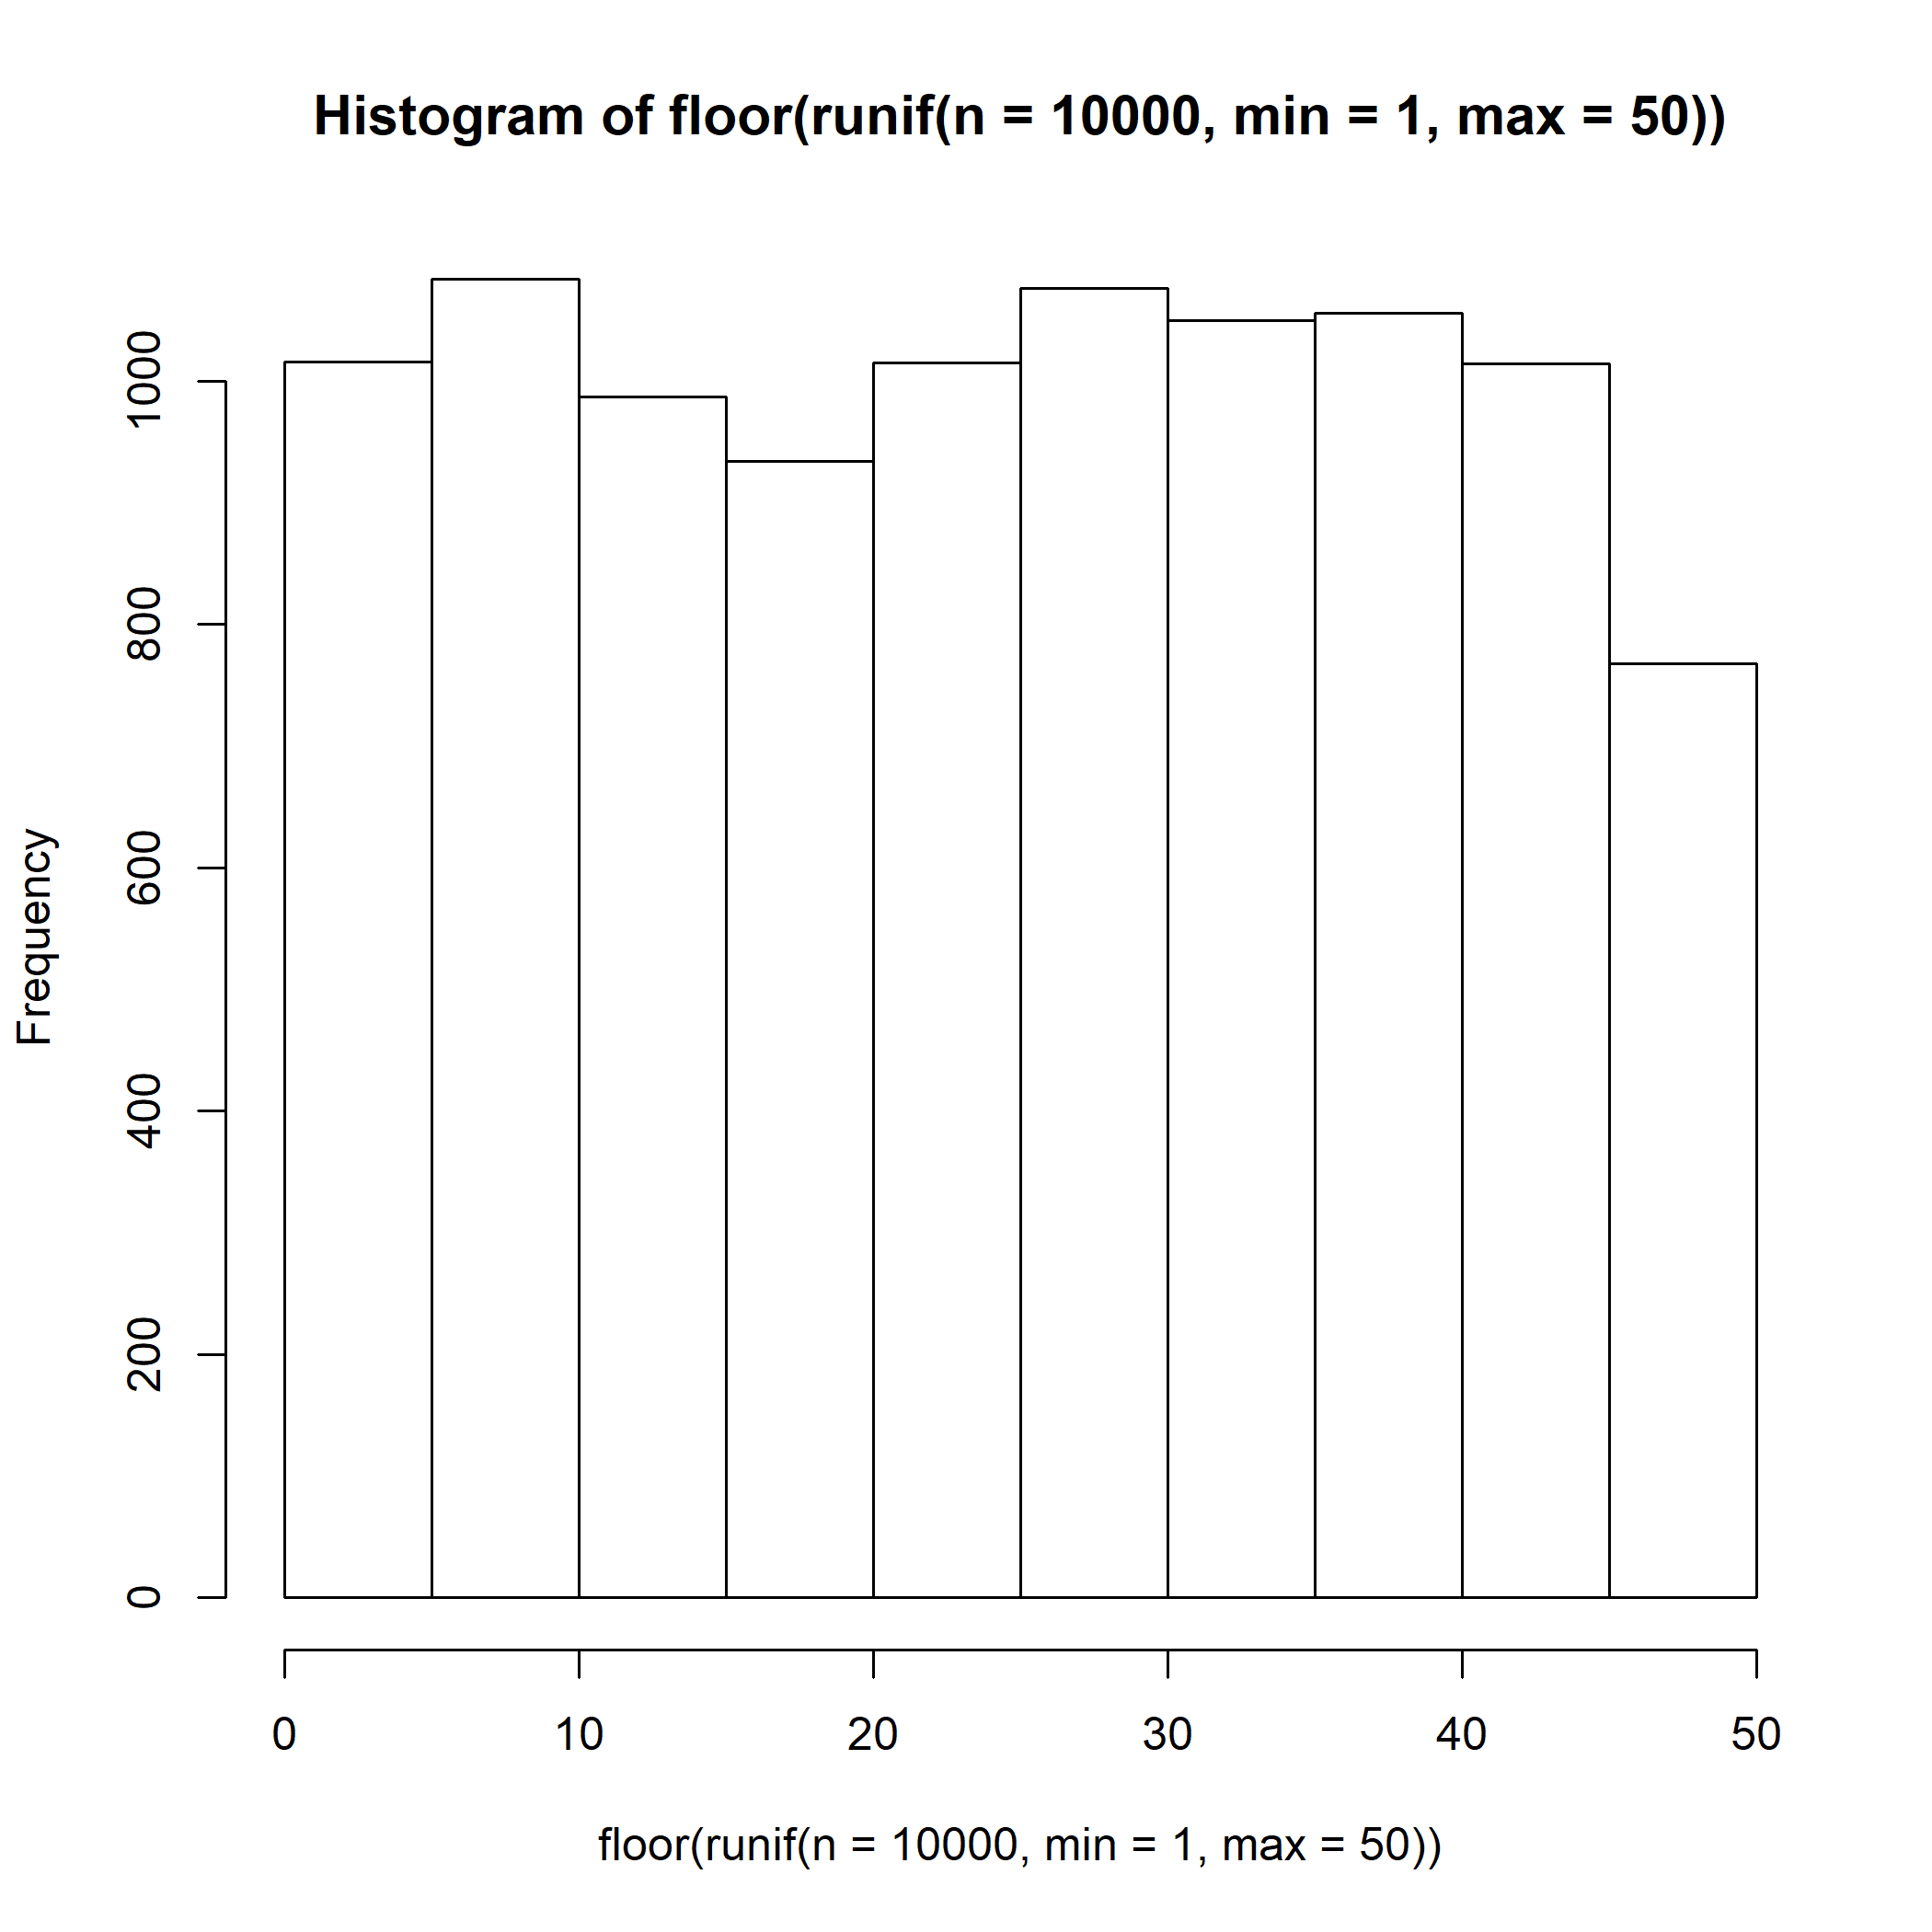 Histogram of floor(runif(n = 10000, min = 1, max = 50))
Frequency
1000
800
600
400
200
0
0 10 20 30 40 50
floor(runif(n = 10000, min = 1, max = 50))